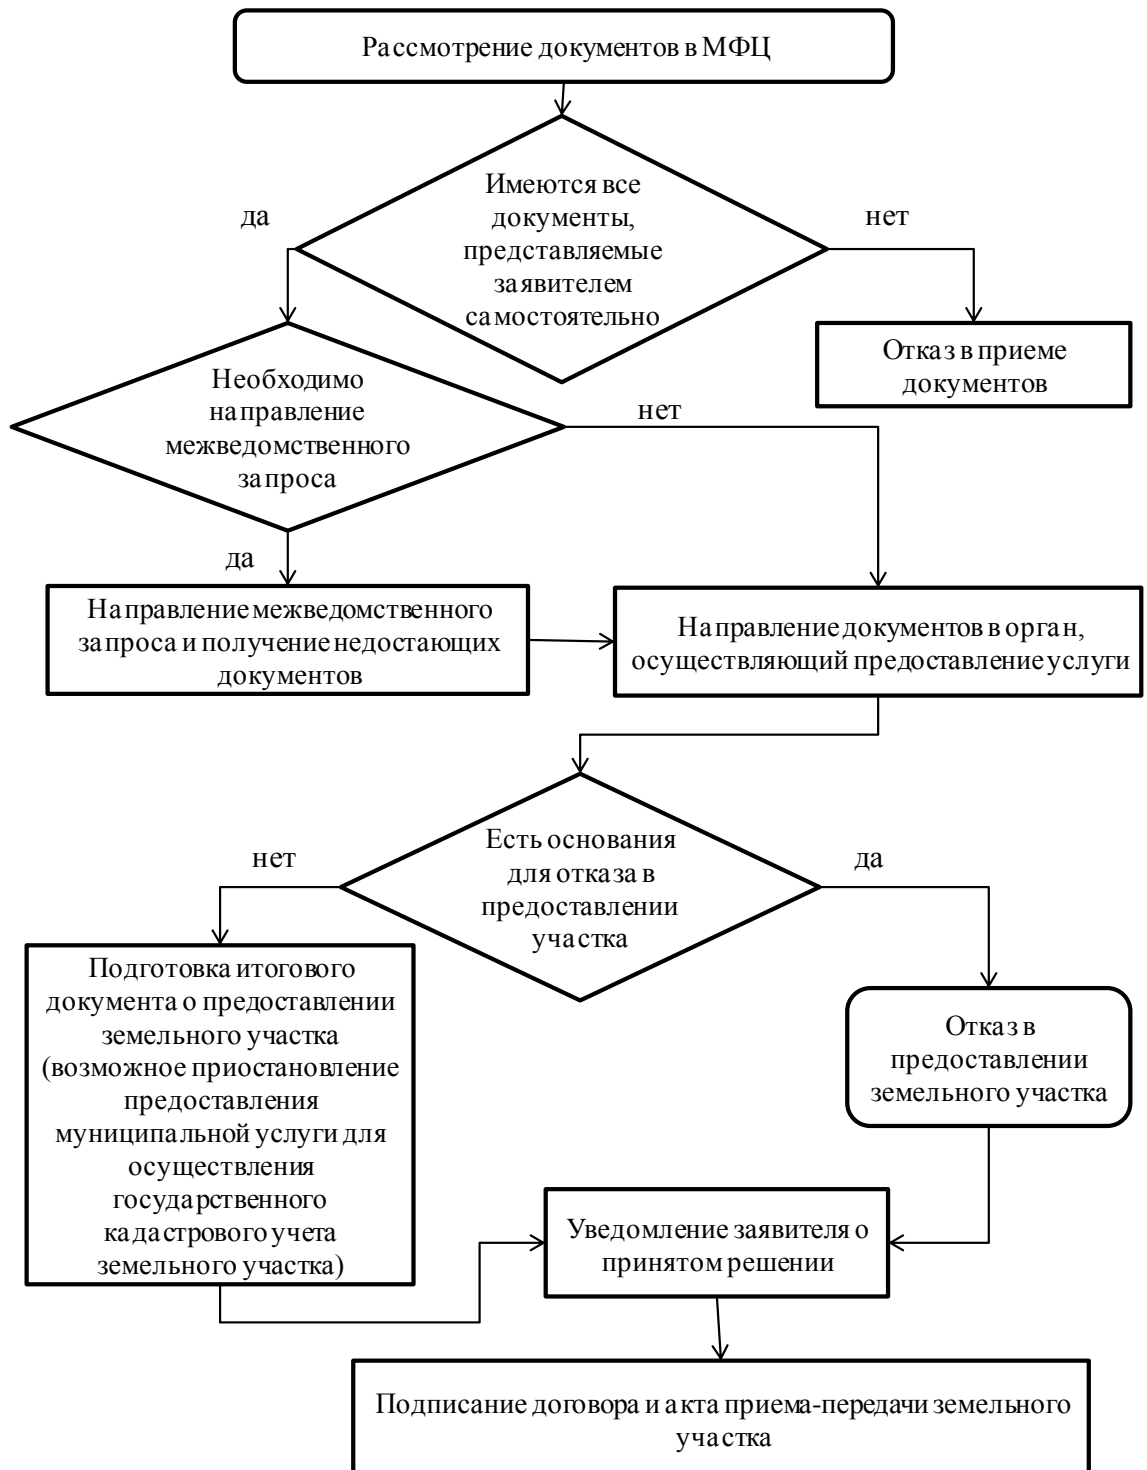 Рассмотрение документов в МФЦ
Имеются все
документы,
представляемые
заявителем
самостоятельно
да
нет
Отказ в приеме
документов
Необходимо
направление
межведомственного
запроса
нет
да
Направление межведомственного
запроса и получение недостающих
документов
Направление документов в орган,
осуществляющий предоставление услуги
Есть основания
для отказа в
предоставлении
участка
нет
да
Подготовка итогового
документа о предоставлении
земельного участка
(возможное приостановление
предоставления
муниципальной услуги для
осуществления
государственного
кадастрового учета
земельного участка)
Отказ в
предоставлении
земельного участка
Уведомление заявителя о
принятом решении
Подписание договора и акта приема-передачи земельного
участка